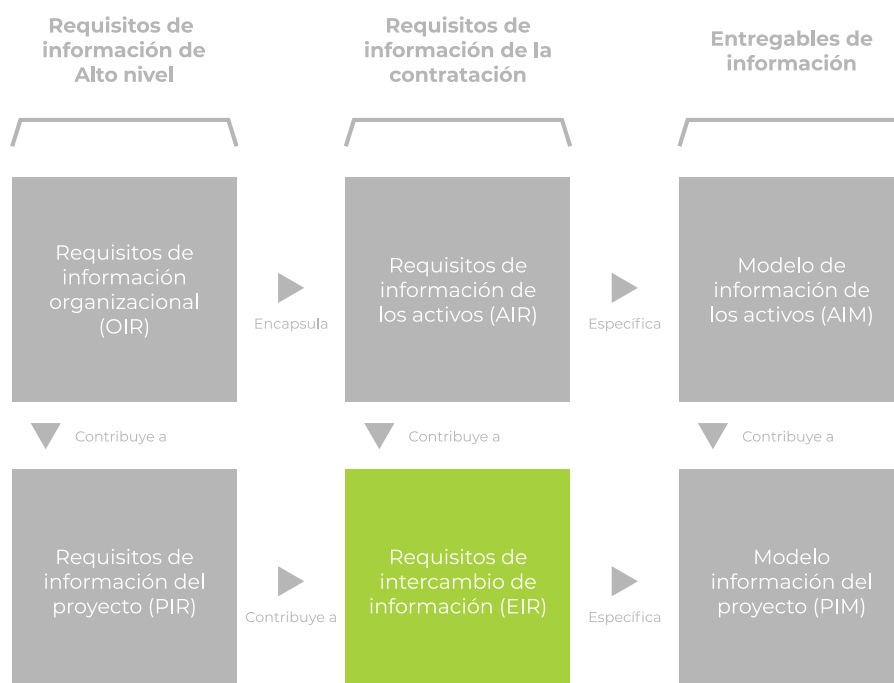 Requisitos de
información de
Alto nivel
Requisitos de
información de la
contratación
Entregables de
información
Requisitos de
información
organizacional
(OIR)
Encapsula
Requisitos de
información de
los activos (AIR)
Específica
Modelo de
información de
los activos (AIM)
Contribuye a
Contribuye a
Contribuye a
Requisitos de
información del
proyecto (PIR)
Contribuye a
Requisitos de
intercambio de
información (EIR)
Específica
Modelo
información del
proyecto (PIM)